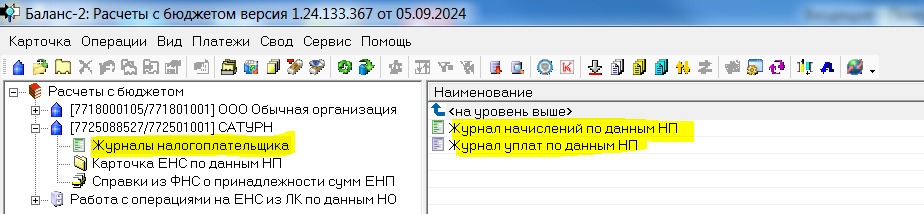 Баланс-2: Расчеты с бюджетом версия 1.24.133.367 от 05.09.2024
Карточка Операции Вид Платежи Свод Сервис Помощь
Расчеты с бюджетом
[7718000105/771801001] ООО Обычная организация
[7725088527/772501001] САТУРН
Журналы налогоплательщика
Карточка ЕНС по данным НП
Справки из ФНС о принадлежности сумм ЕНП
Работа с операциями на ЕНС из ЛК по данным НО
Наименование
<на уровень выше>
Журнал начислений по данным НП
Журнал уплат по данным НП